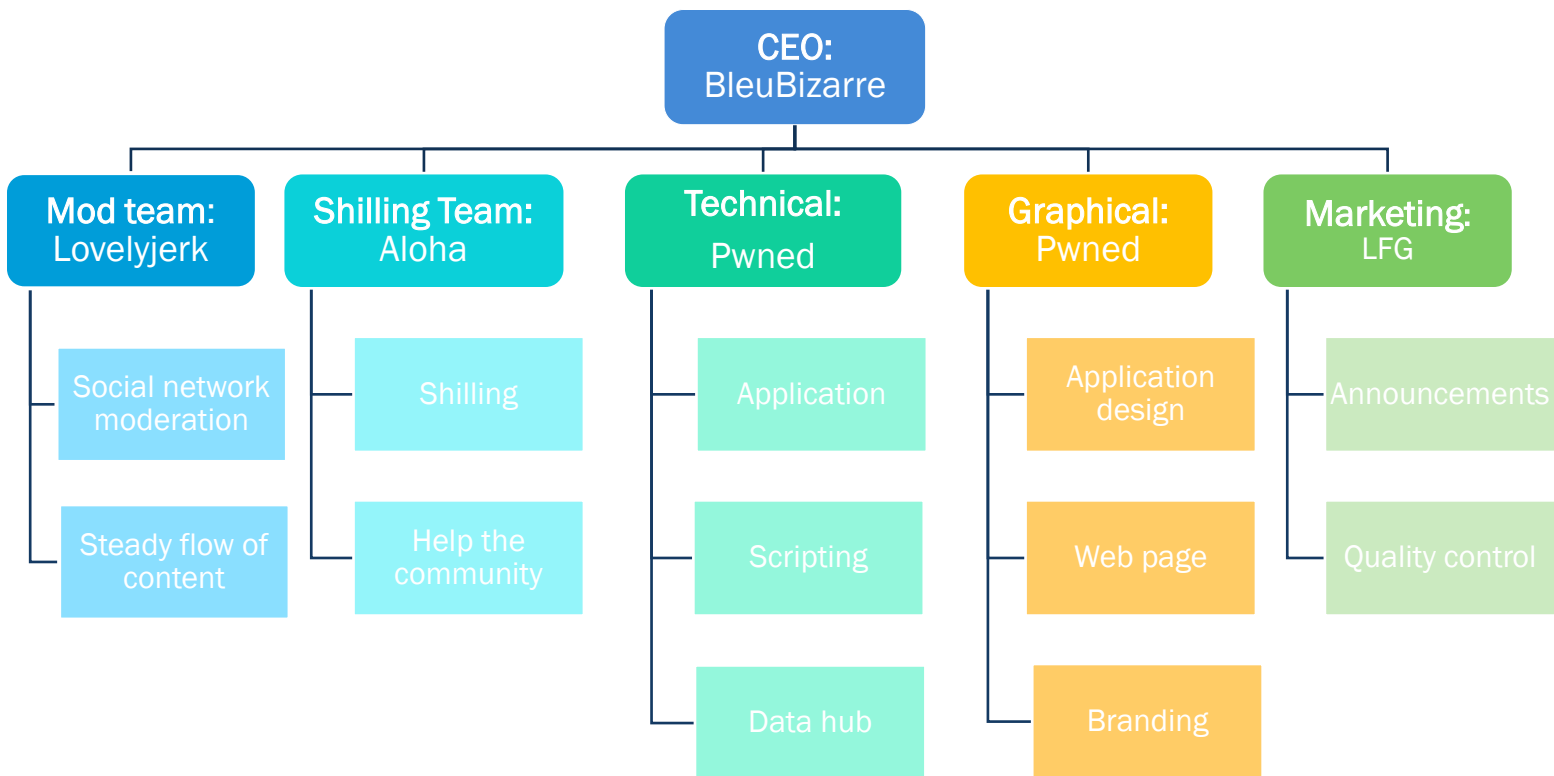 CEO:
BleuBizarre
Mod team:
Lovelyjerk
Shilling Team:
Aloha
Technical:
Pwned
Graphical:
Pwned
Marketing:
LFG
Social network
moderation
Steady flow of
content
Shilling
Help the
community
Application
Scripting
Data hub
Application
design
Web page
Branding
Announcements
Quality control